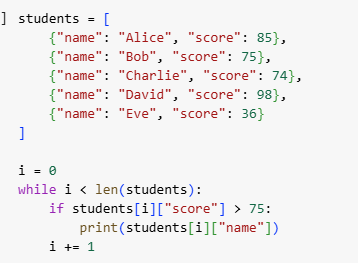 ] students = [
    {"name": "Alice", "score": 85},
    {"name": "Bob", "score": 75},
    {"name": "Charlie", "score": 74},
    {"name": "David", "score": 98},
    {"name": "Eve", "score": 36}
]

i = 0
while i < len(students):
    if students[i]["score"] > 75:
        print(students[i]["name"])
    i += 1